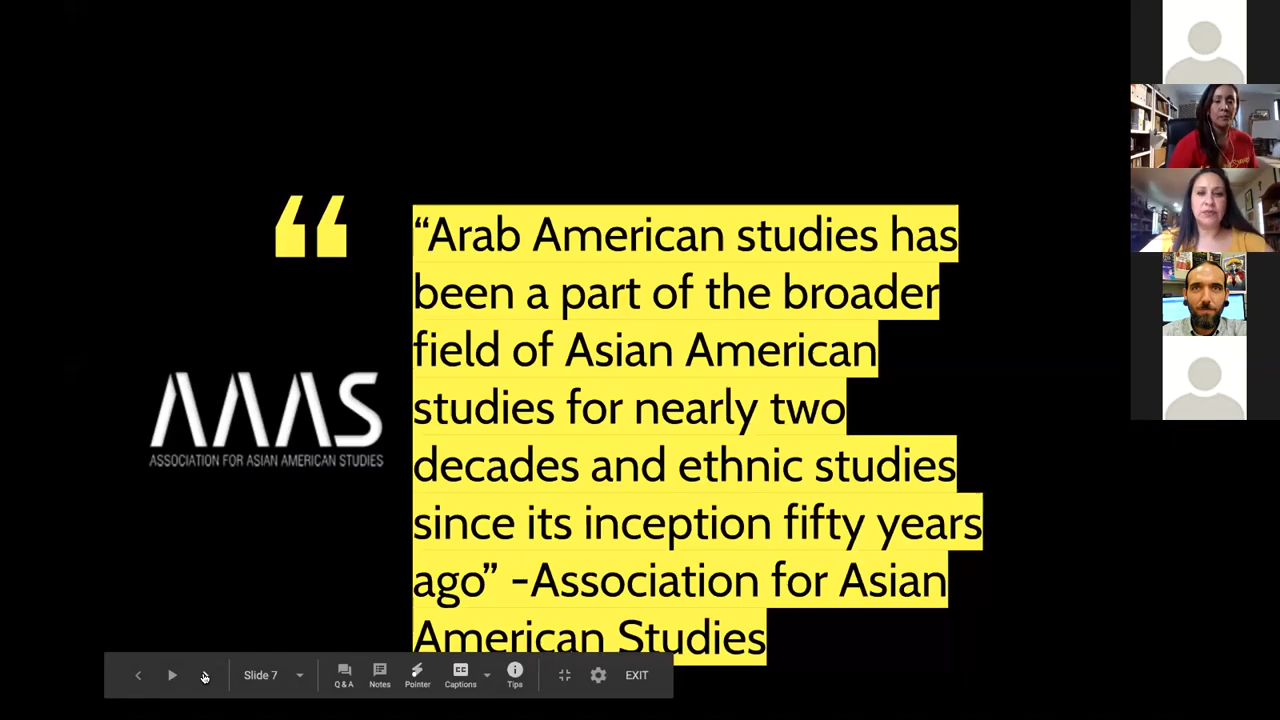 “
“Arab American studies has
been a part of the broader
field of Asian American
studies for nearly two
decades and ethnic studies
since its inception fifty years
ago” -Association for Asian
American Studies
AAAS
ASSOCIATION FOR ASIAN AMERICAN STUDIES
Slide 7
Q & A
Notes
Pointer
CC
Captions
Tips
EXIT